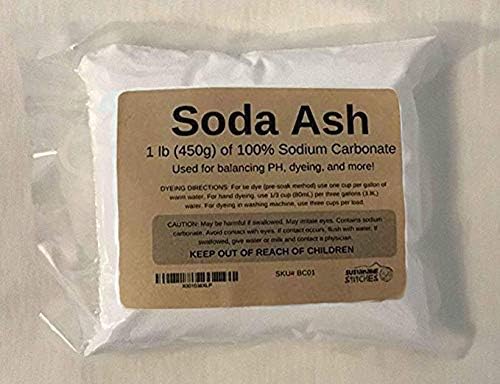 Soda Ash
1 lb (450g) of 100% Sodium Carbonate
Used for balancing PH, dyeing, and more!
DYEING DIRECTIONS: For tie dye (pre-soak method) use one cup per gallon of
warm water. For hand dyeing, use 1/3 cup (80mL) per three gallons (3.8L)
water. For dyeing in washing machine, use three cups per load.
CAUTION: May be harmful if swallowed. May irritate eyes. Contains sodium
carbonate. Avoid contact with eyes. If contact occurs, flush with water. If
swallowed, give water or milk and contact a physician.
KEEP OUT OF REACH OF CHILDREN
SKU# BC01
STITCHES